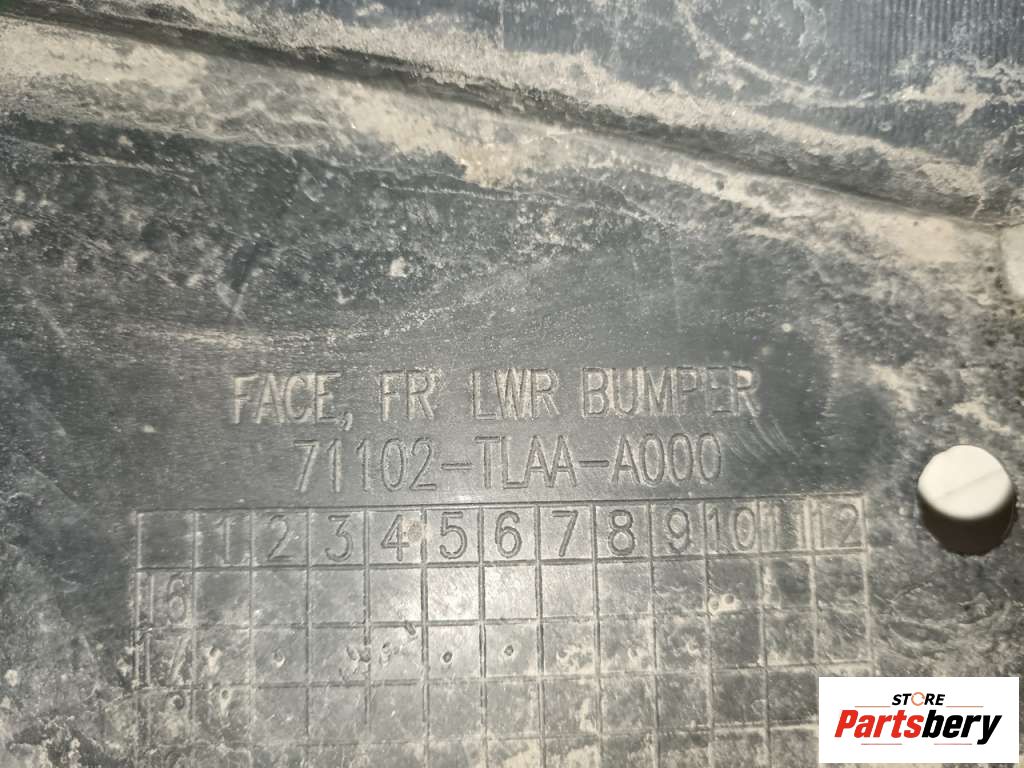 FACE, FR LWR BUMPER
71102-TLAA-A000
1 2 3 4 5 6 7 8 9 10 11 12
16
STORE
Partsbery